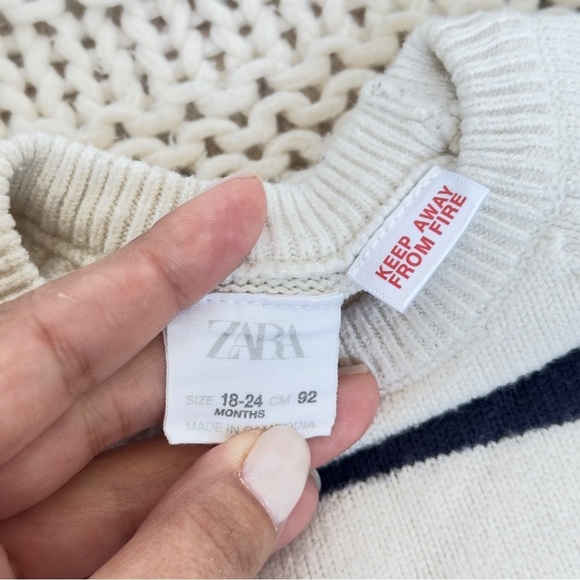 ZARA
SIZE 18-24 MONTHS CM 92
MADE IN CAMBODIA
KEEP AWAY
FROM FIRE